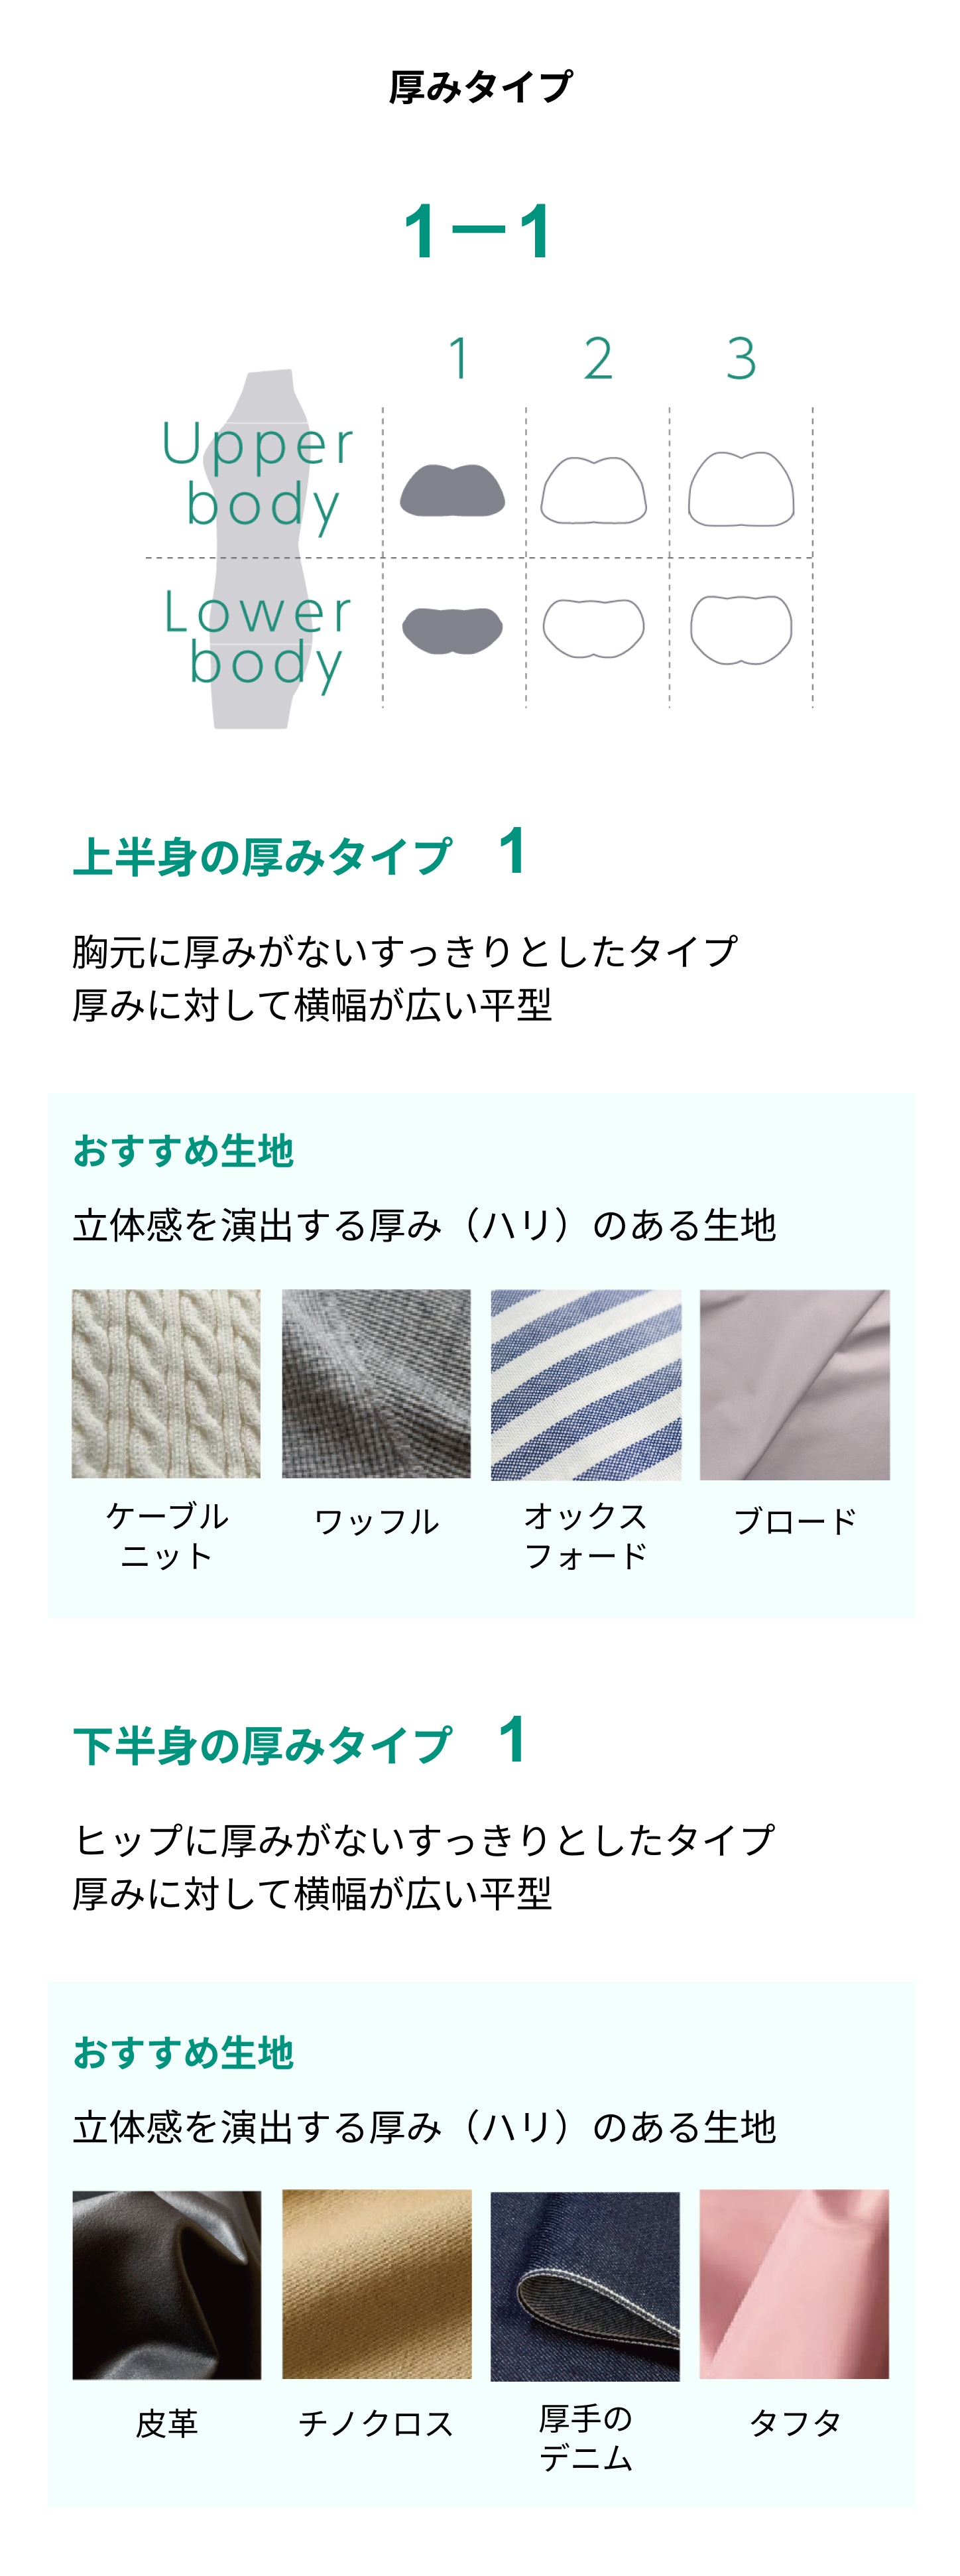 厚みタイプ
1ー1
1 2 3
Upper
body
Lower
body
上半身の厚みタイプ 1
胸元に厚みがないすっきりとしたタイプ
厚みに対して横幅が広い平型
おすすめ生地
立体感を演出する厚み（ハリ）のある生地
ケーブル
ニット
ワッフル
オックス
フォード
ブロード
下半身の厚みタイプ 1
ヒップに厚みがないすっきりとしたタイプ
厚みに対して横幅が広い平型
おすすめ生地
立体感を演出する厚み（ハリ）のある生地
皮革
チノクロス
厚手の
デニム
タフタ